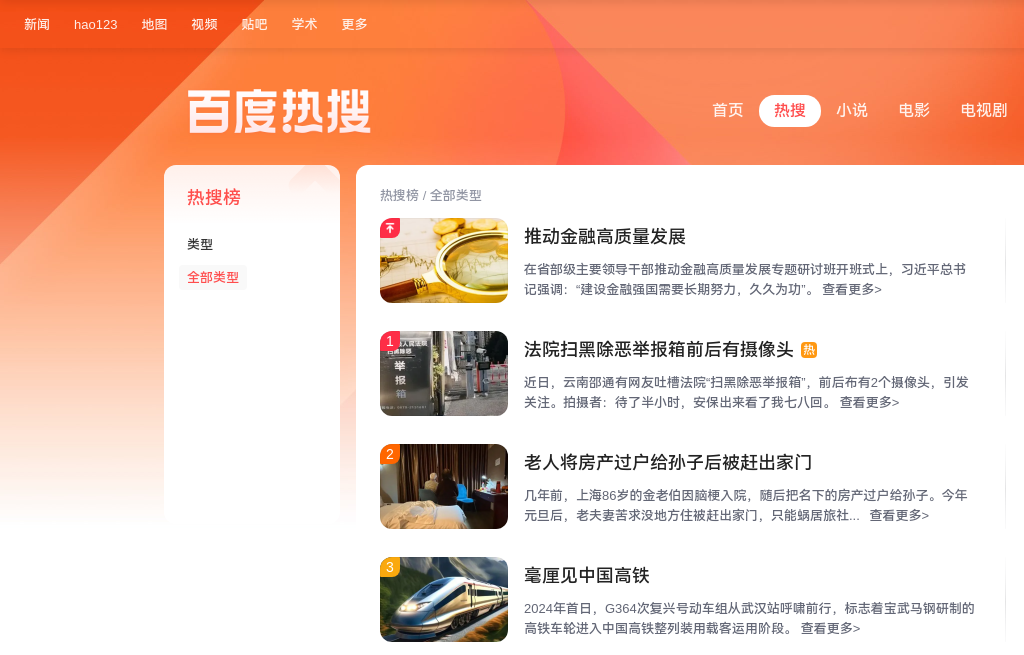 新闻 hao123 地图 视频 贴吧 学术 更多
百度热搜
首页 热搜 小说 电影 电视剧
热搜榜
类型
全部类型
热搜榜 / 全部类型
推动金融高质量发展
在省部级主要领导干部推动金融高质量发展专题研讨班开班式上，习近平总书
记强调：“建设金融强国需要长期努力，久久为功”。 查看更多>
1
举
报
箱
法院扫黑除恶举报箱前后有摄像头 热
近日，云南邵通有网友吐槽法院“扫黑除恶举报箱”，前后布有2个摄像头，引发
关注。拍摄者：待了半小时，安保出来看了我七八回。 查看更多>
2
老人将房产过户给孙子后被赶出家门
几年前，上海86岁的金老伯因脑梗入院，随后把名下的房产过户给孙子。今年
元旦后，老夫妻苦求没地方住被赶出家门，只能蜗居旅社... 查看更多>
3
毫厘见中国高铁
2024年首日，G364次复兴号动车组从武汉站呼啸前行，标志着宝武马钢研制的
高铁车轮进入中国高铁整列装用载客运用阶段。 查看更多>